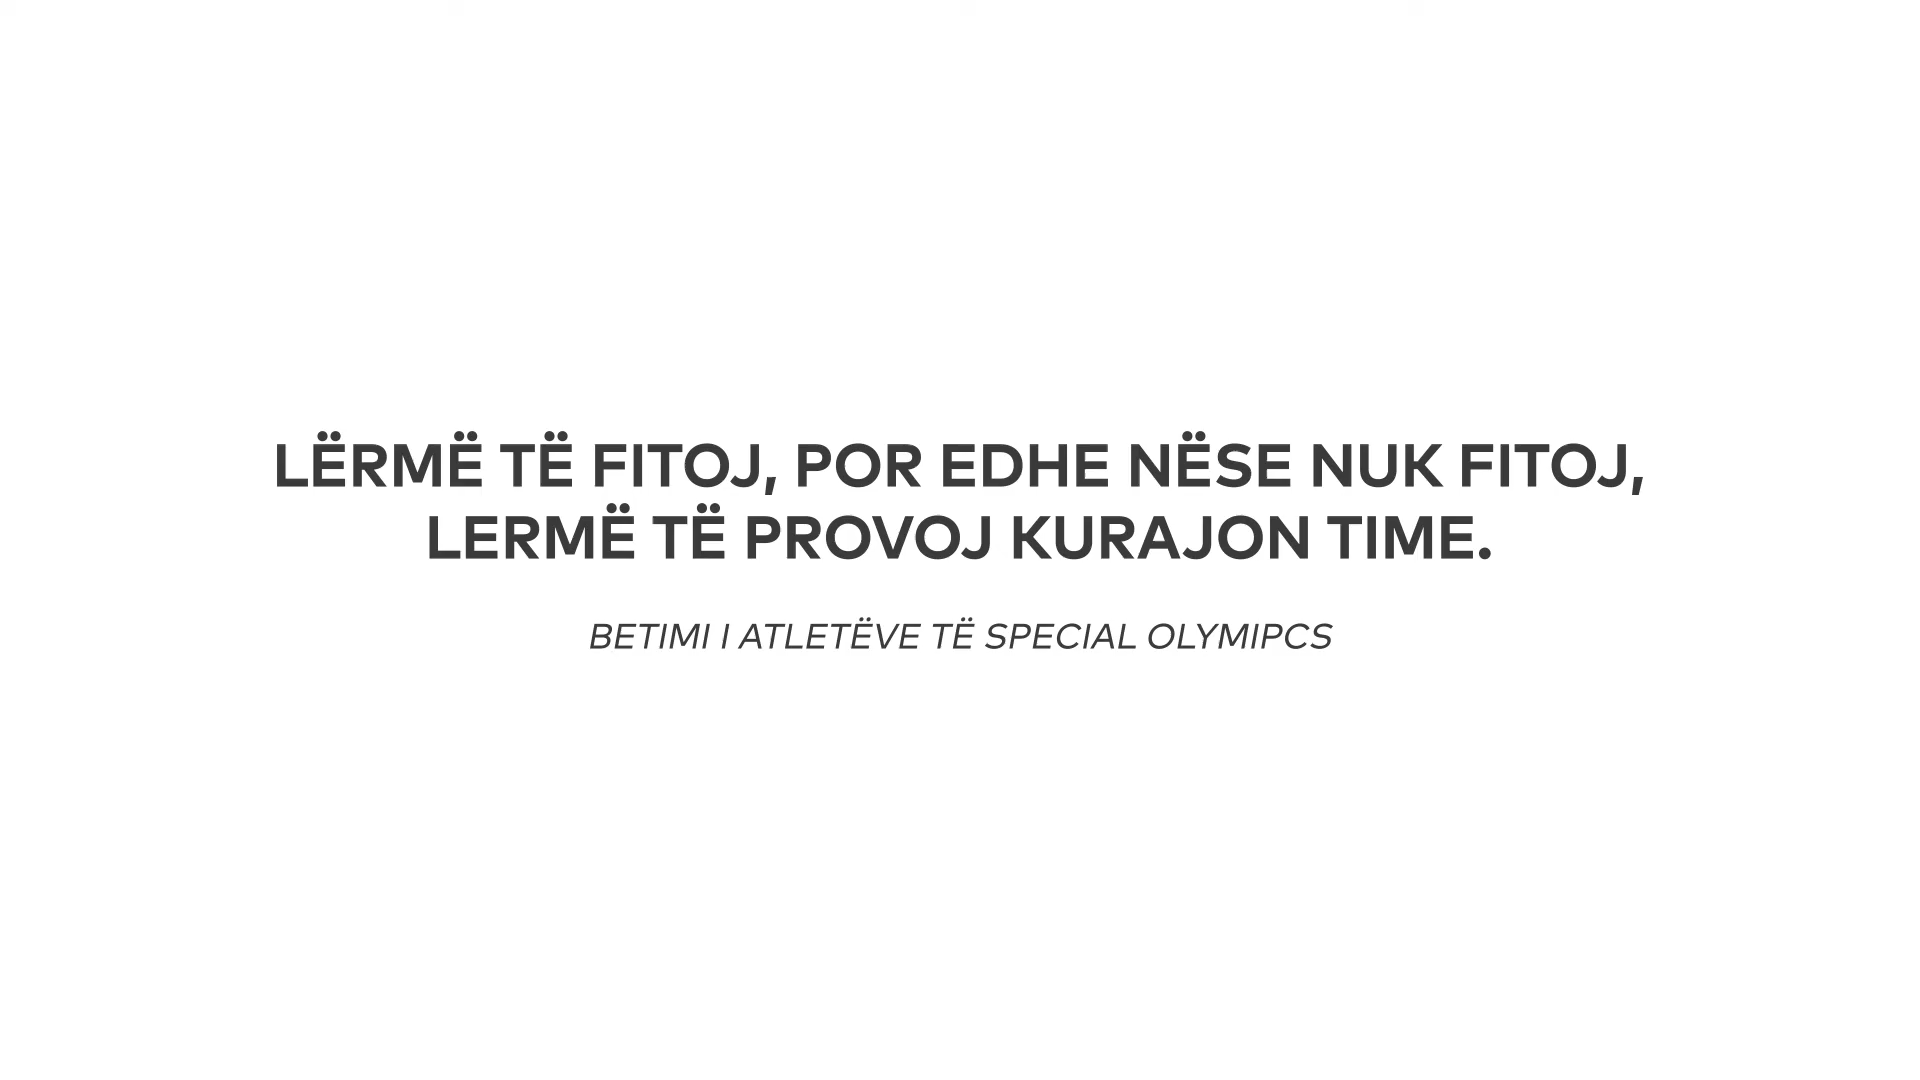 LËRMË TË FITOJ, POR EDHE NËSE NUK FITOJ,
LERMË TË PROVOJ KURAJON TIME.
BETIMI I ATLETËVE TË SPECIAL OLYMIPCS